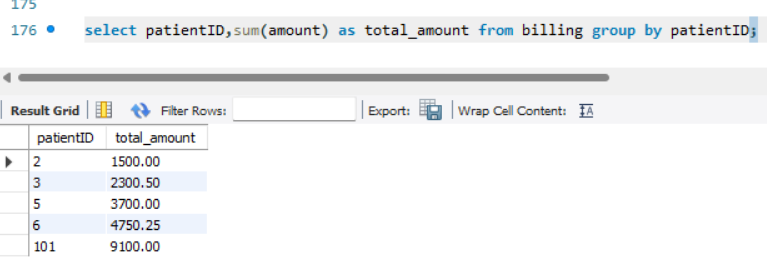 175
176 select patientID,sum(amount) as total_amount from billing group by patientID;
Result Grid Filter Rows: Export: Wrap Cell Content: IA
patientID total_amount
2 1500.00
3 2300.50
5 3700.00
6 4750.25
101 9100.00